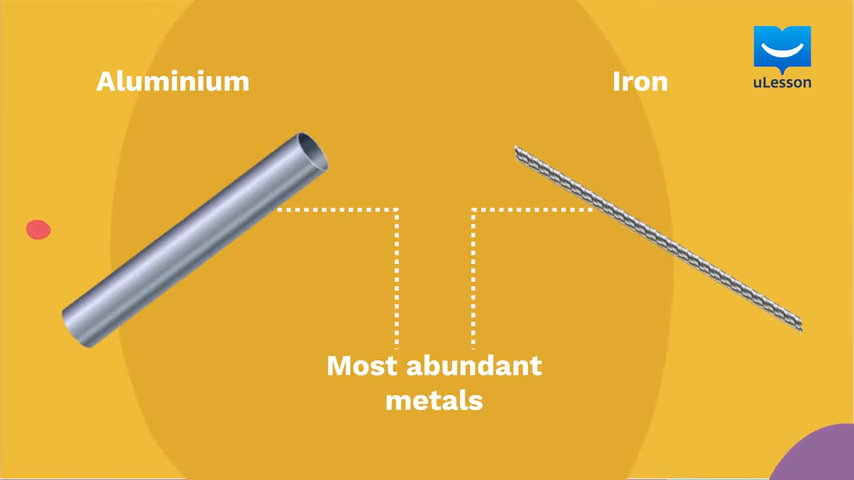 Aluminium
Iron
uLesson
Most abundant
metals